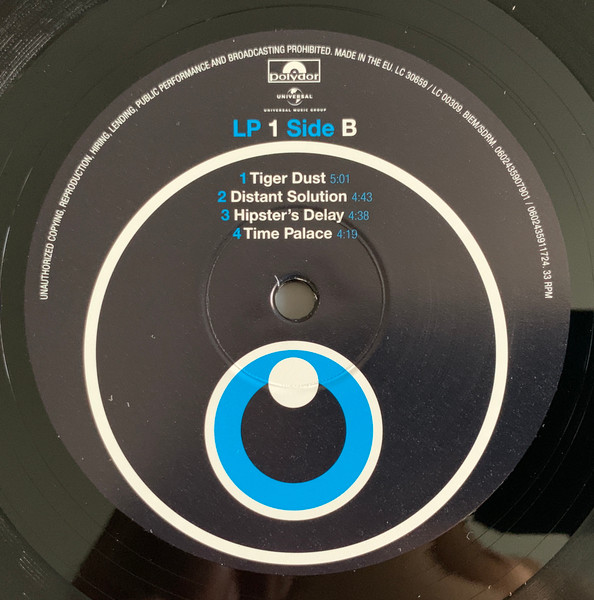 UNAUTHORIZED COPYING, REPRODUCTION, HIRING, LENDING, PUBLIC PERFORMANCE AND BROADCASTING PROHIBITED. MADE IN THE EU. LC 30659 / LC 00309. BIEM/SDRM. 0602435907901 / 0602435911724. 33 RPM
Polydor
UNIVERSAL
UNIVERSAL MUSIC GROUP
LP 1 Side B
1 Tiger Dust 5:01
2 Distant Solution 4:43
3 Hipster's Delay 4:38
4 Time Palace 4:19